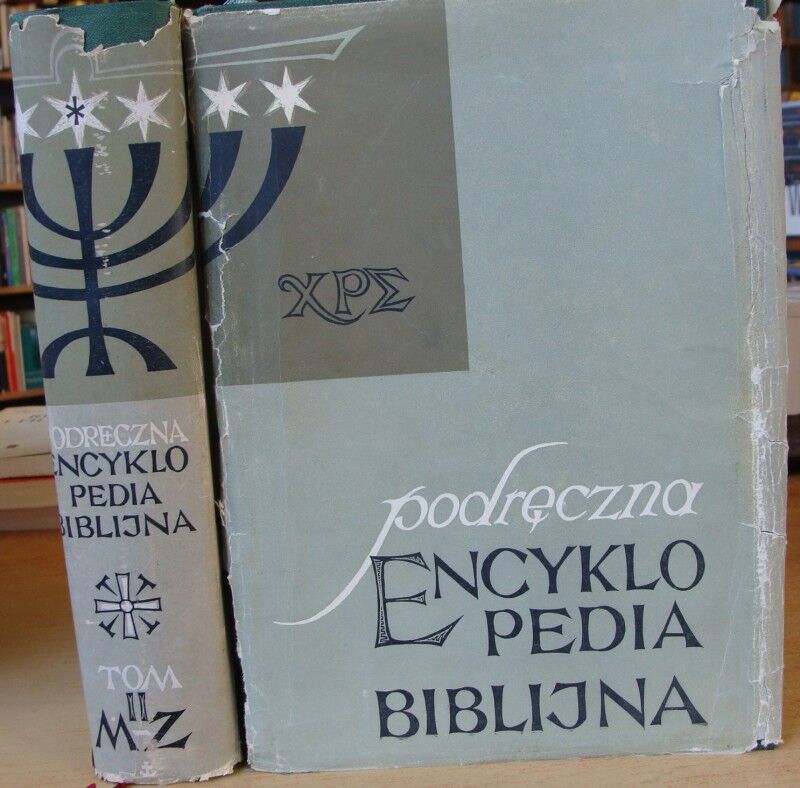 PODRĘCZNA
ENCYKLO
PEDIA
BIBLIJNA
TOM
II
M-Z
ΧΡΣ
podręczna
ENCYKLO
PEDIA
BIBLIJNA